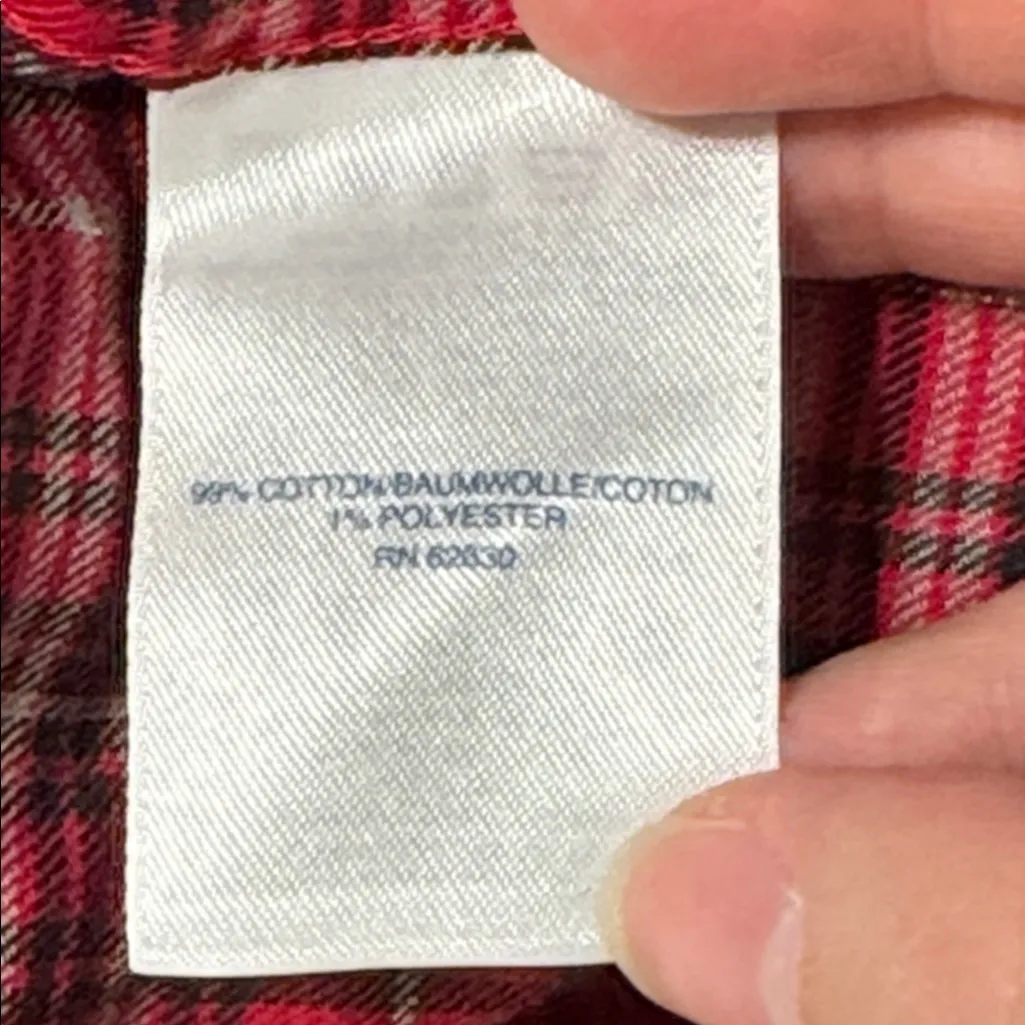 99% COTTON/BAUMWOLLE/COTON
1% POLYESTER
RN 62630